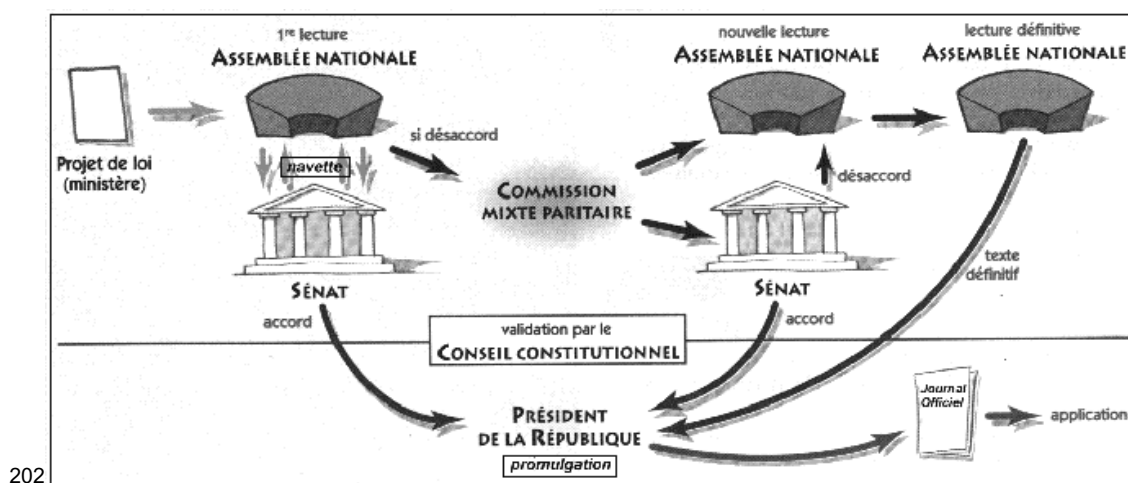 1re lecture
ASSEMBLÉE NATIONALE
nouvelle lecture
ASSEMBLÉE NATIONALE
lecture définitive
ASSEMBLÉE NATIONALE
Projet de loi
(ministère)
navette
si désaccord
COMMISSION
MIXTE PARITAIRE
désaccord
SÉNAT
SÉNAT
texte
définitif
accord
accord
validation par le
CONSEIL CONSTITUTIONNEL
PRÉSIDENT
DE LA RÉPUBLIQUE
promulgation
Journal
Officiel
application
202